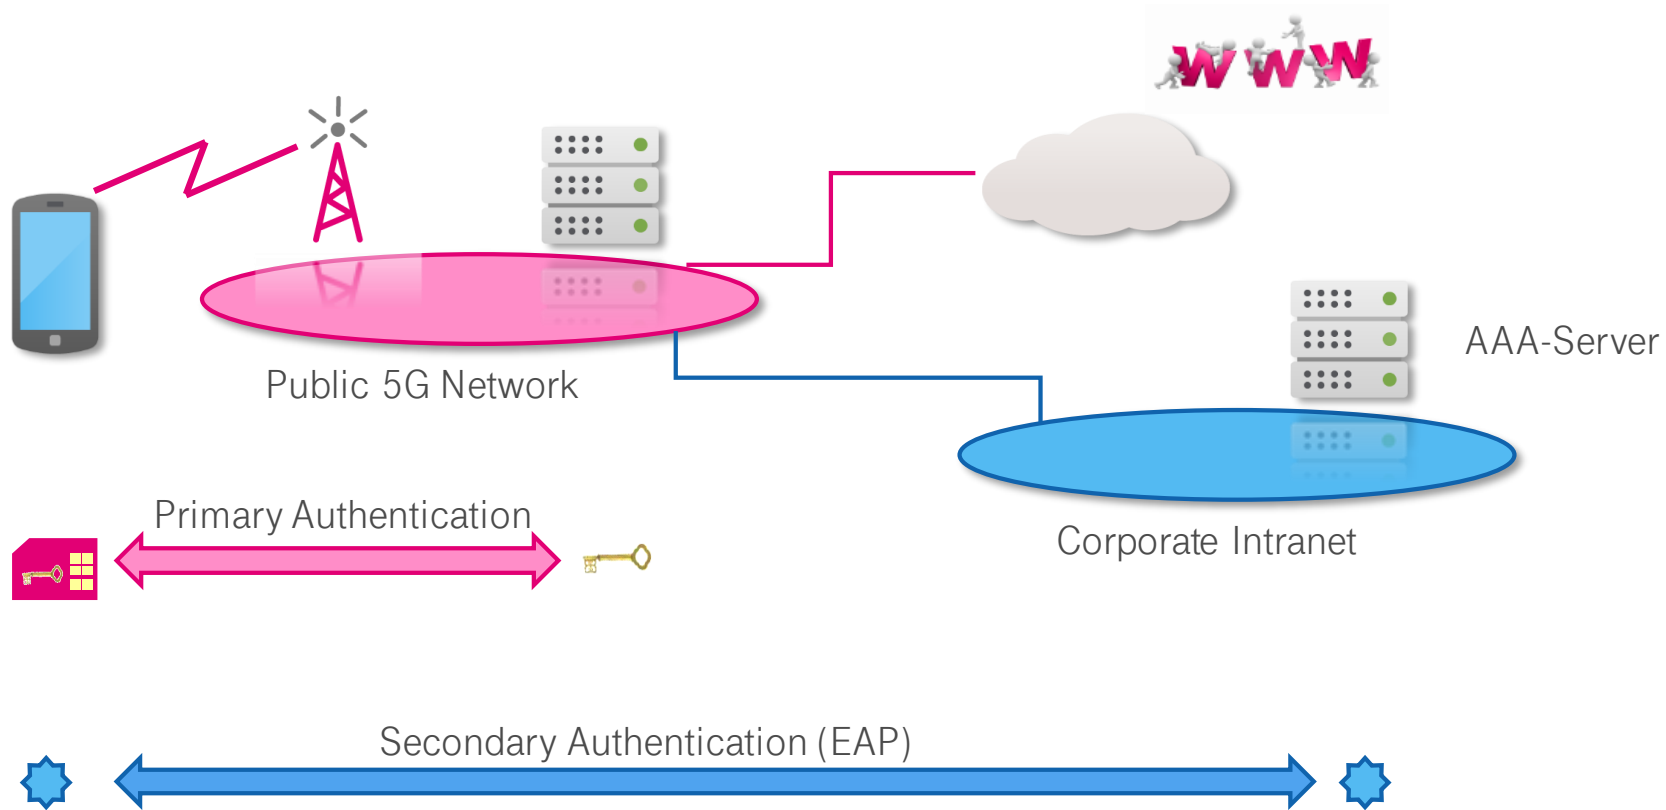 WWW
AAA-Server
Public 5G Network
Primary Authentication
Corporate Intranet
Secondary Authentication (EAP)